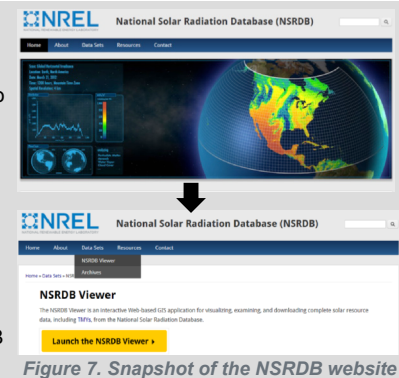 NREL
National Solar Radiation Database (NSRDB)
Home About Data Sets Resources Contact
NREL
National Solar Radiation Database (NSRDB)
Home About Data Sets Resources Contact
NSRDB Viewer
Archives
Home » Data Sets »
NSRDB Viewer
The NSRDB Viewer is an interactive Web-based GIS application for visualizing, examining, and downloading complete solar resource
data, including TMYs, from the National Solar Radiation Database.
Launch the NSRDB Viewer
Figure 7. Snapshot of the NSRDB website